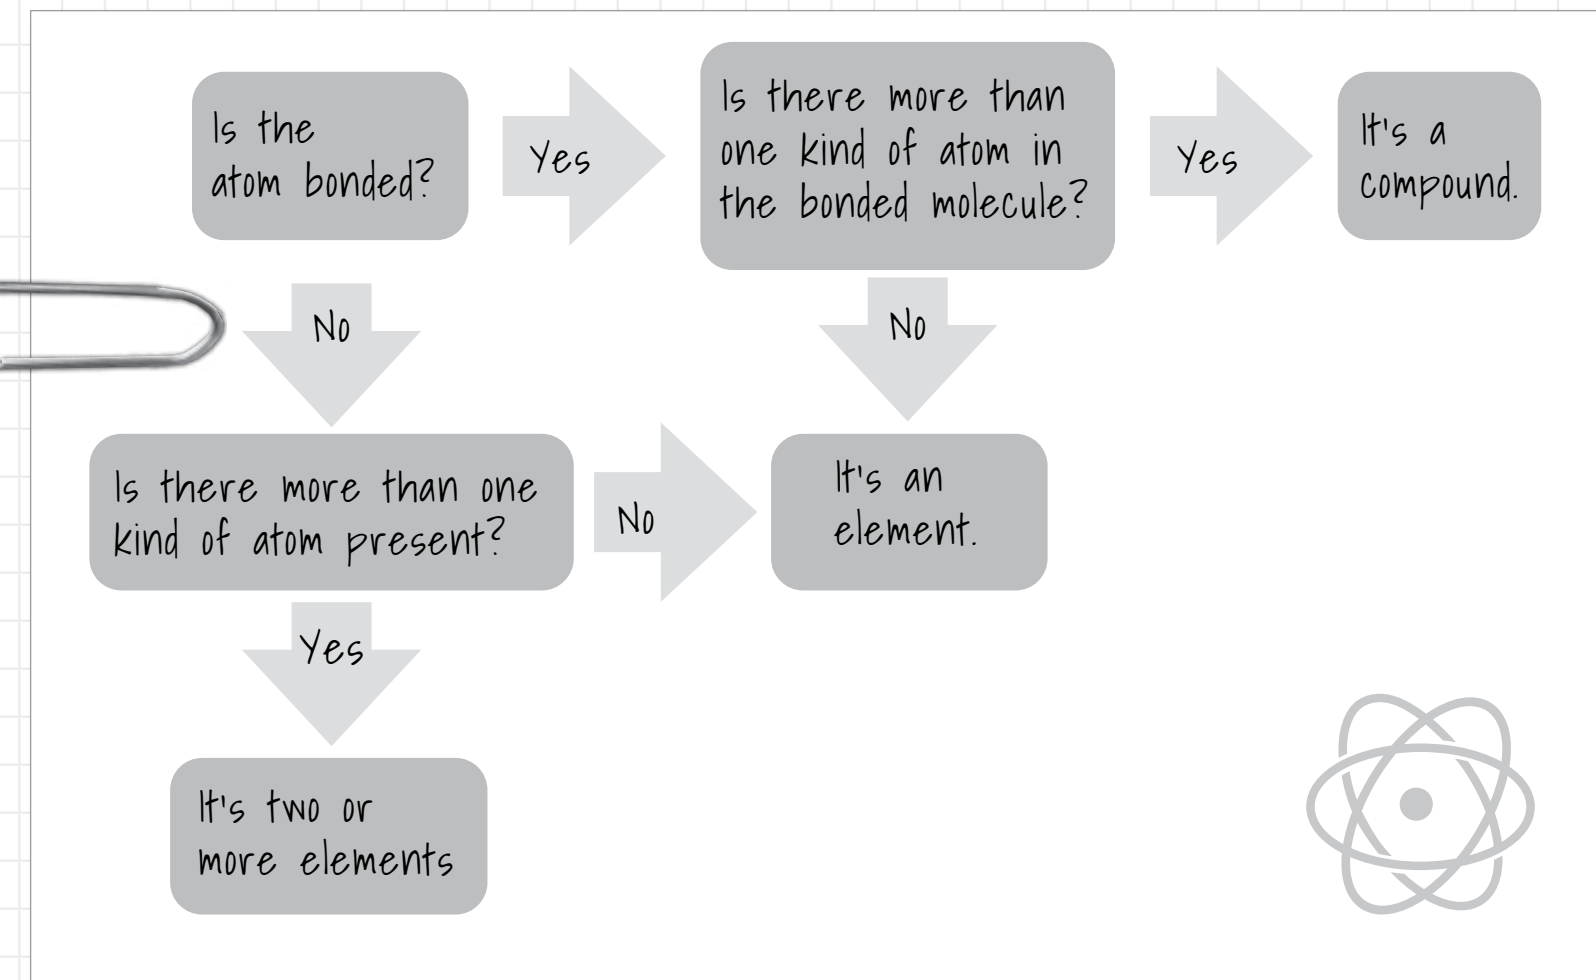 Is the
atom bonded?
Yes
Is there more than
one kind of atom in
the bonded molecule?
Yes
It's a
compound.
No
No
Is there more than one
kind of atom present?
No
It's an
element.
Yes
It's two or
more elements